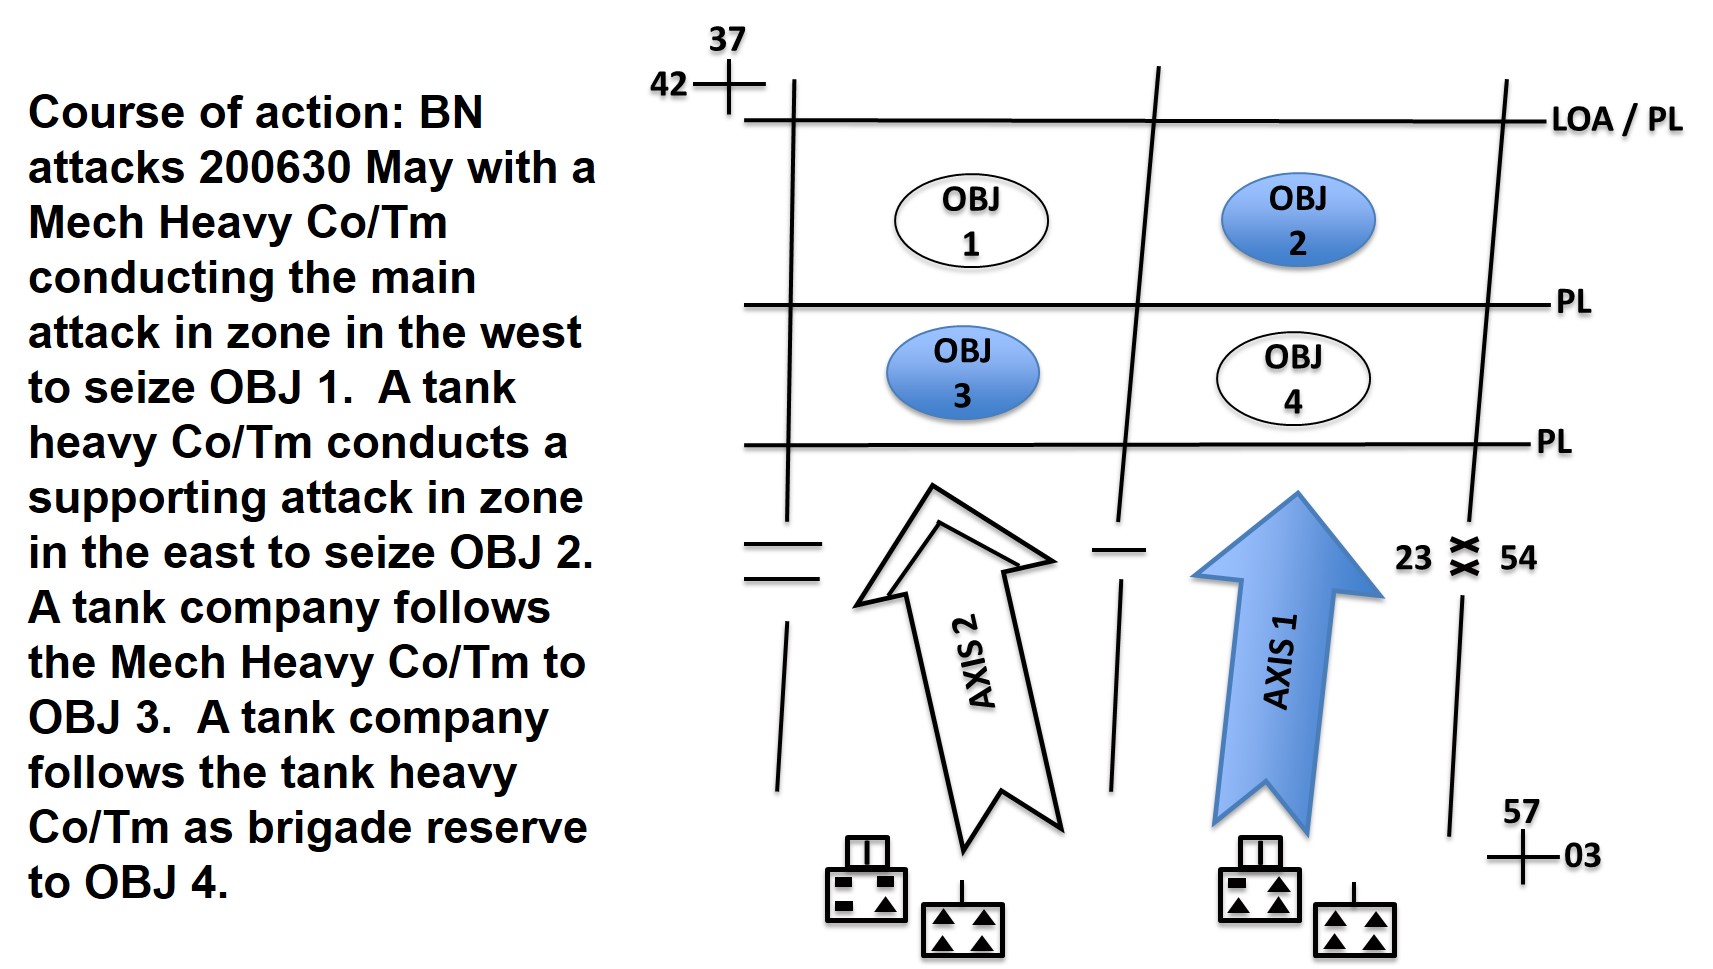 Course of action: BN
attacks 200630 May with a
Mech Heavy Co/Tm
conducting the main
attack in zone in the west
to seize OBJ 1.  A tank
heavy Co/Tm conducts a
supporting attack in zone
in the east to seize OBJ 2.
A tank company follows
the Mech Heavy Co/Tm to
OBJ 3.  A tank company
follows the tank heavy
Co/Tm as brigade reserve
to OBJ 4.
37
42
LOA / PL
OBJ
1
OBJ
2
PL
OBJ
3
OBJ
4
PL
23
54
AXIS 2
AXIS 1
57
03